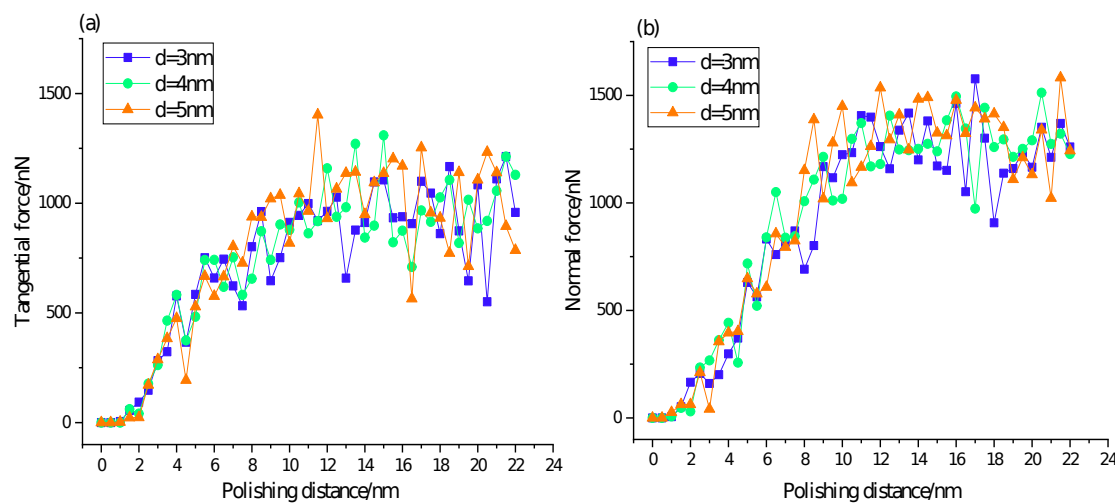 (a)
d=3nm
d=4nm
d=5nm
Tangential force/nN
1500
1000
500
0
0 2 4 6 8 10 12 14 16 18 20 22 24
Polishing distance/nm
(b)
d=3nm
d=4nm
d=5nm
Normal force/nN
1500
1000
500
0
0 2 4 6 8 10 12 14 16 18 20 22 24
Polishing distance/nm